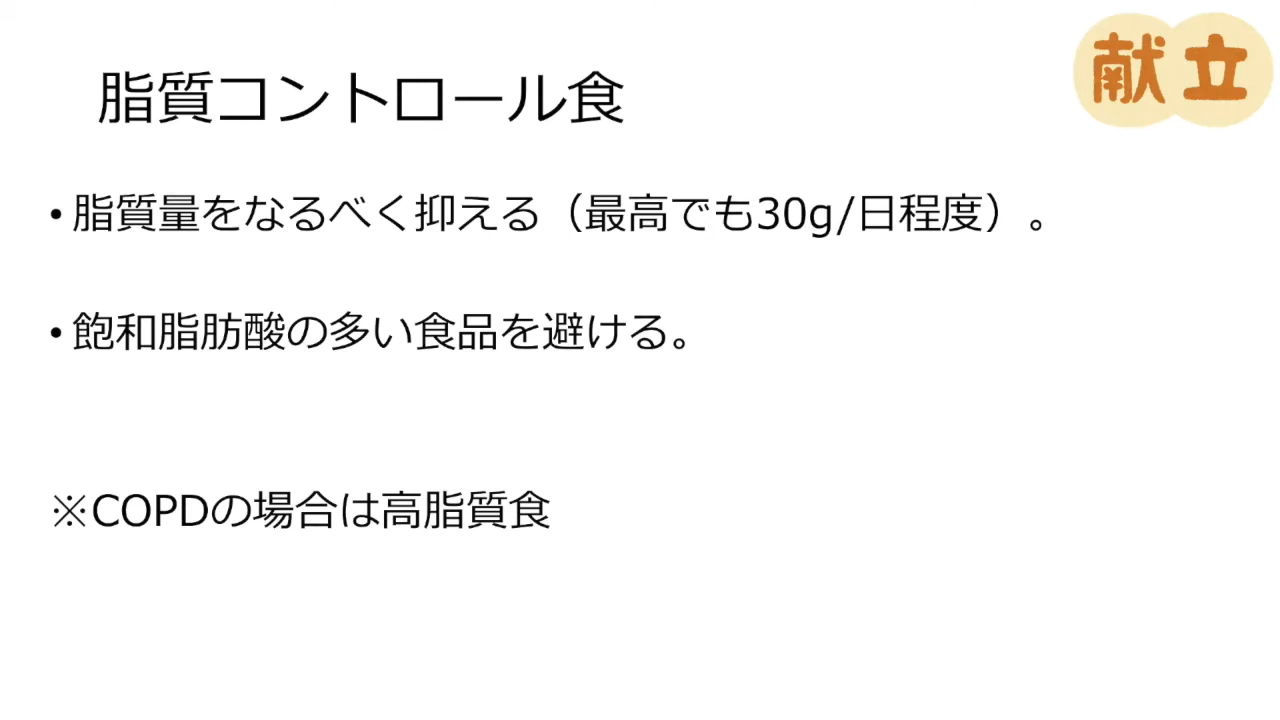 献立
脂質コントロール食
• 脂質量をなるべく抑える（最高でも30g/日程度）。
• 飽和脂肪酸の多い食品を避ける。
※COPDの場合は高脂質食